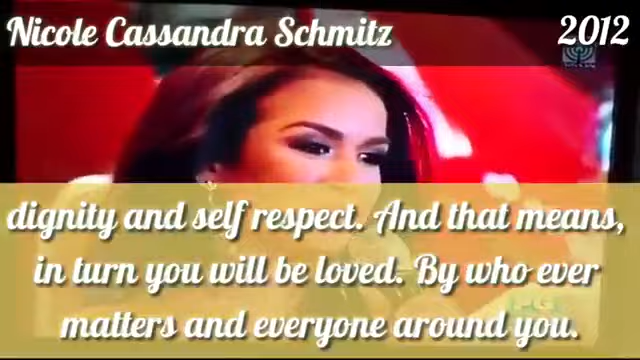 Nicole Cassandra Schmitz
2012
dignity and self respect. And that means,
in turn you will be loved. By who ever
matters and everyone around you.